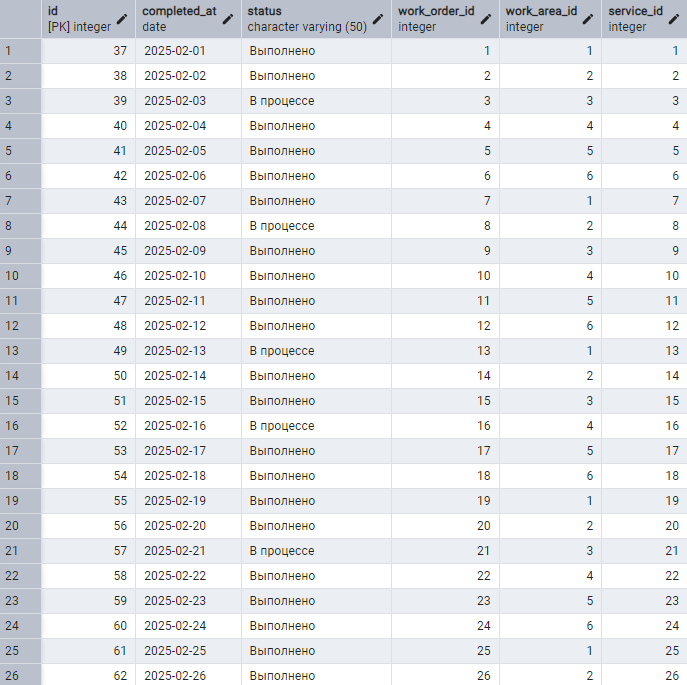 id completed_at status work_order_id work_area_id service_id
[PK] integer date character varying (50) integer integer integer
1 37 2025-02-01 Выполнено 1 1 1
2 38 2025-02-02 Выполнено 2 2 2
3 39 2025-02-03 В процессе 3 3 3
4 40 2025-02-04 Выполнено 4 4 4
5 41 2025-02-05 Выполнено 5 5 5
6 42 2025-02-06 Выполнено 6 6 6
7 43 2025-02-07 Выполнено 7 1 7
8 44 2025-02-08 В процессе 8 2 8
9 45 2025-02-09 Выполнено 9 3 9
10 46 2025-02-10 Выполнено 10 4 10
11 47 2025-02-11 Выполнено 11 5 11
12 48 2025-02-12 Выполнено 12 6 12
13 49 2025-02-13 В процессе 13 1 13
14 50 2025-02-14 Выполнено 14 2 14
15 51 2025-02-15 Выполнено 15 3 15
16 52 2025-02-16 В процессе 16 4 16
17 53 2025-02-17 Выполнено 17 5 17
18 54 2025-02-18 Выполнено 18 6 18
19 55 2025-02-19 Выполнено 19 1 19
20 56 2025-02-20 Выполнено 20 2 20
21 57 2025-02-21 В процессе 21 3 21
22 58 2025-02-22 Выполнено 22 4 22
23 59 2025-02-23 Выполнено 23 5 23
24 60 2025-02-24 Выполнено 24 6 24
25 61 2025-02-25 Выполнено 25 1 25
26 62 2025-02-26 Выполнено 26 2 26